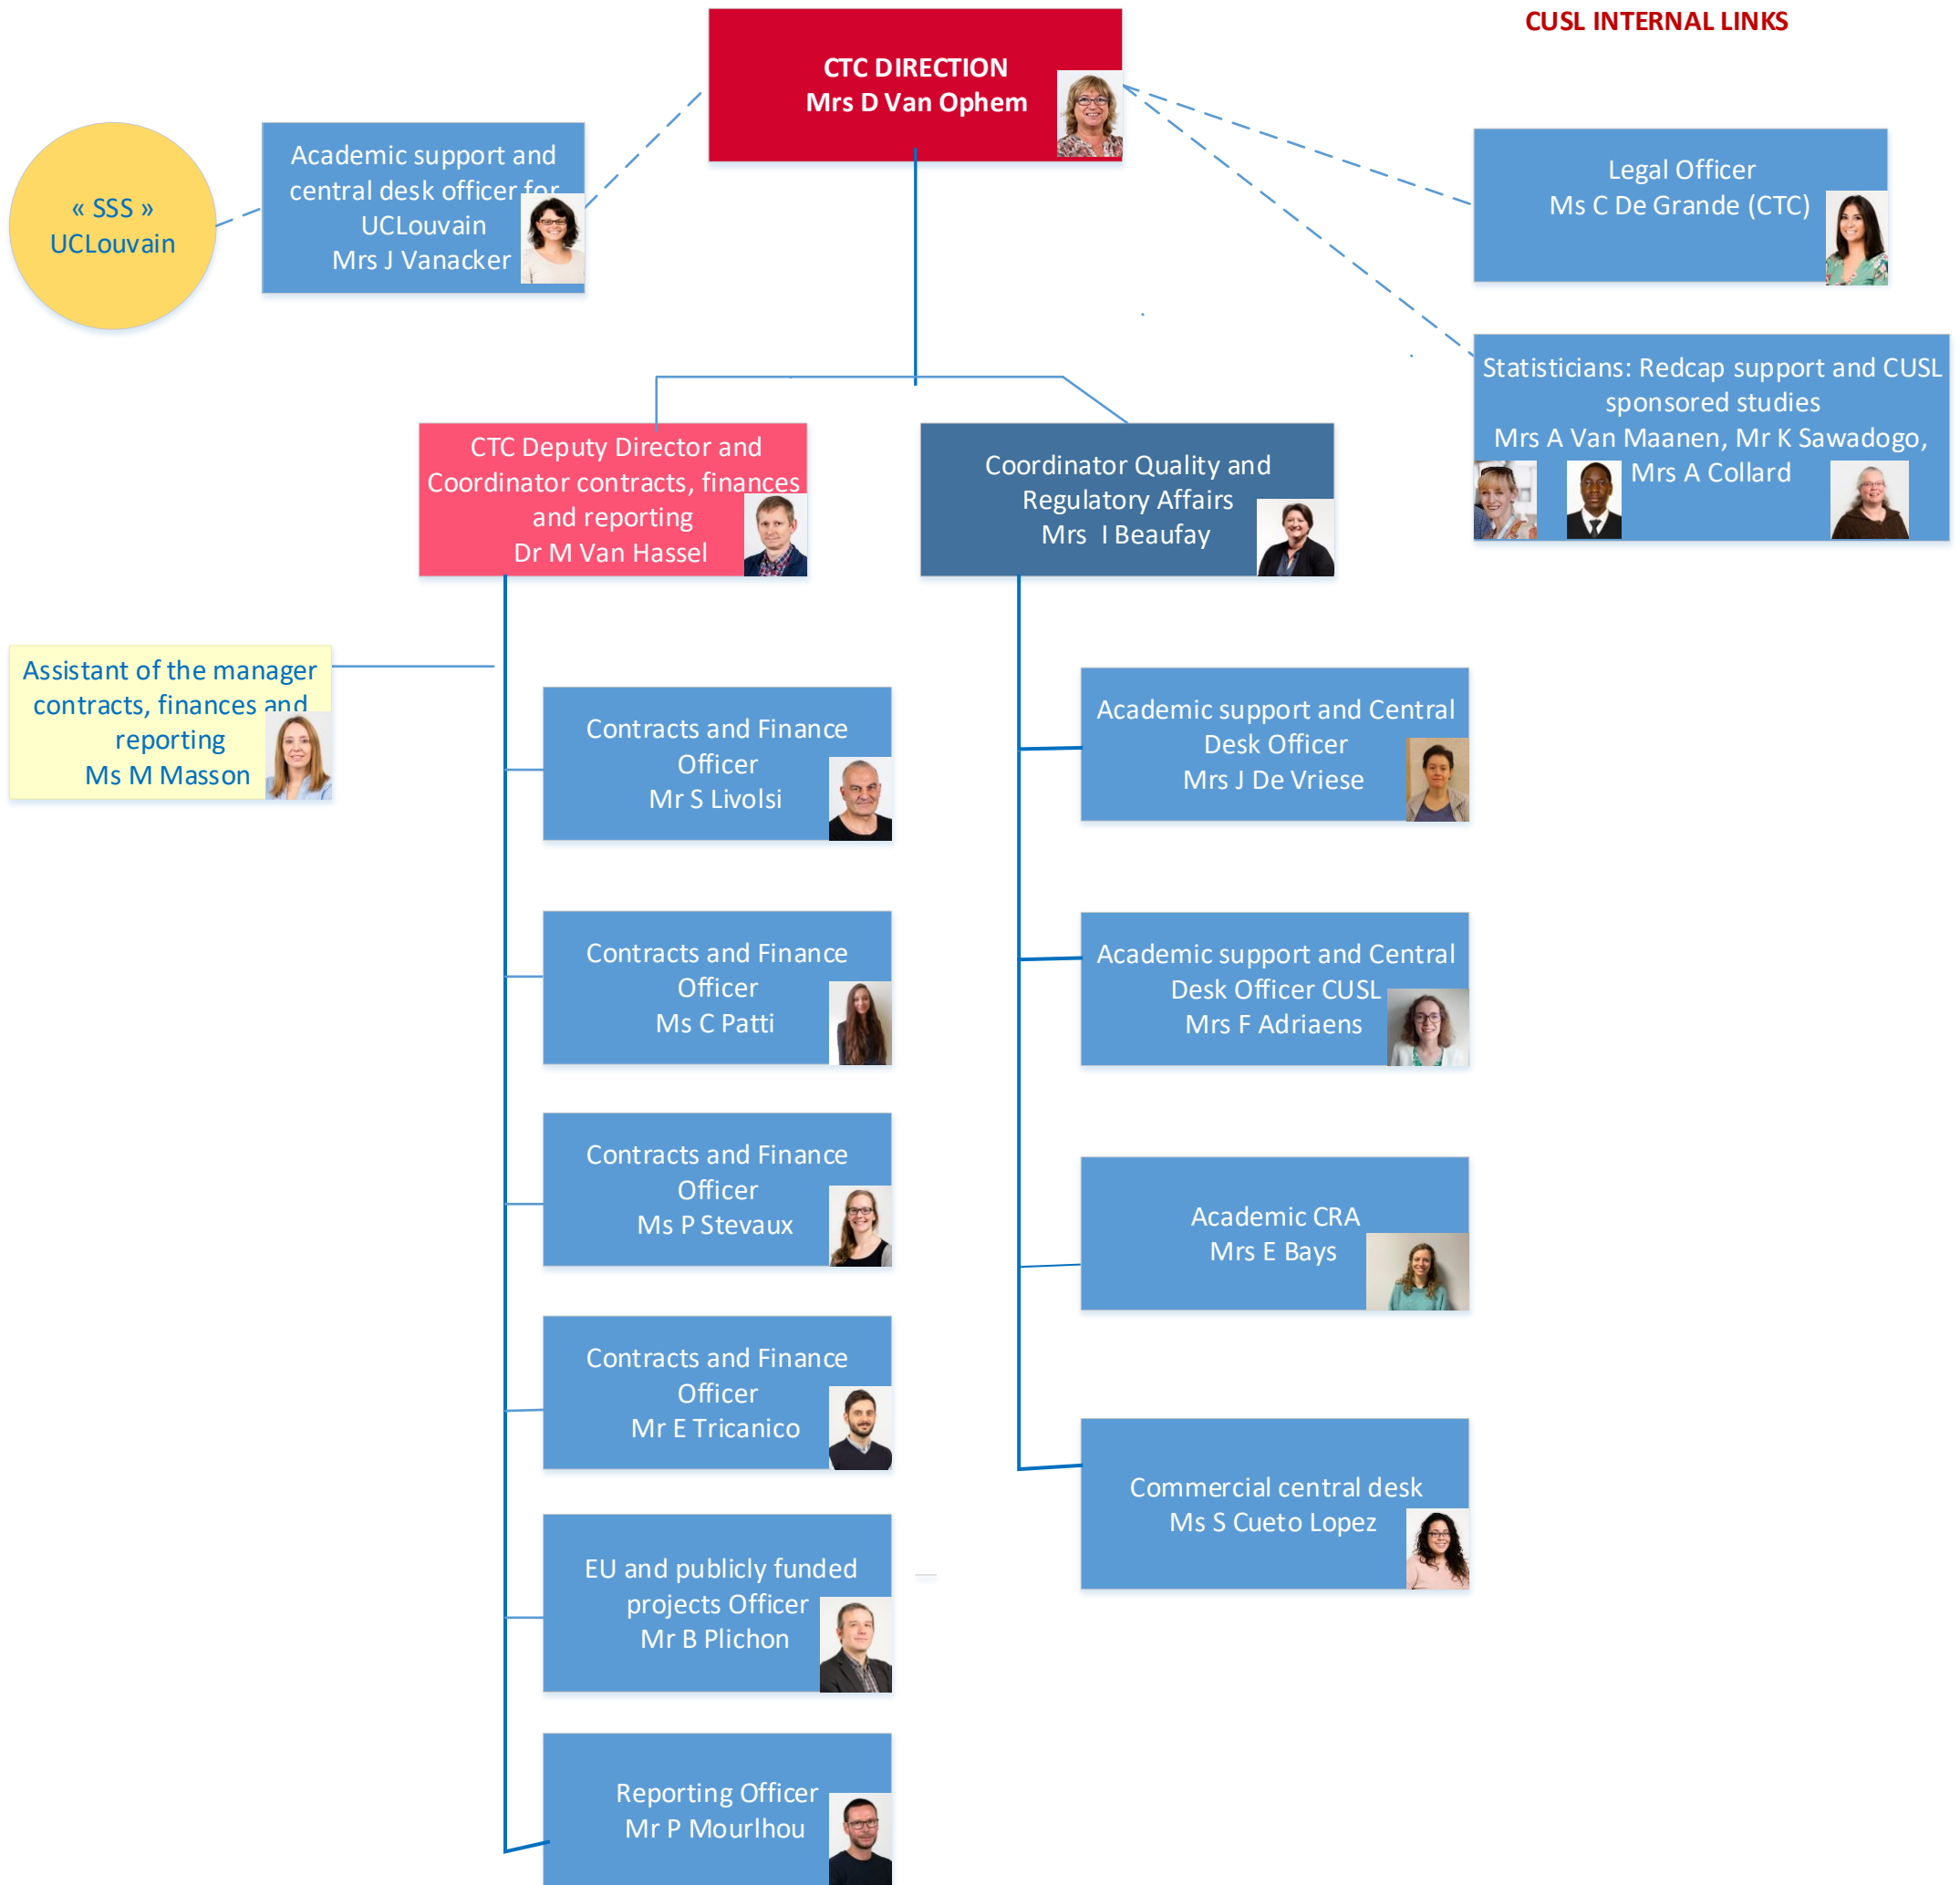 CUSL INTERNAL LINKS
CTC DIRECTION
Mrs D Van Ophem
« SSS »
UCLouvain
Academic support and
central desk officer for
UCLouvain
Mrs J Vanacker
Legal Officer
Ms C De Grande (CTC)
Statisticians: Redcap support and CUSL
sponsored studies
Mrs A Van Maanen, Mr K Sawadogo,
Mrs A Collard
CTC Deputy Director and
Coordinator contracts, finances
and reporting
Dr M Van Hassel
Coordinator Quality and
Regulatory Affairs
Mrs I Beaufay
Assistant of the manager
contracts, finances and
reporting
Ms M Masson
Contracts and Finance
Officer
Mr S Livolsi
Contracts and Finance
Officer
Ms C Patti
Contracts and Finance
Officer
Ms P Stevaux
Contracts and Finance
Officer
Mr E Tricanico
EU and publicly funded
projects Officer
Mr B Plichon
Reporting Officer
Mr P Mourlhou
Academic support and Central
Desk Officer
Mrs J De Vriese
Academic support and Central
Desk Officer CUSL
Mrs F Adriaens
Academic CRA
Mrs E Bays
Commercial central desk
Ms S Cueto Lopez